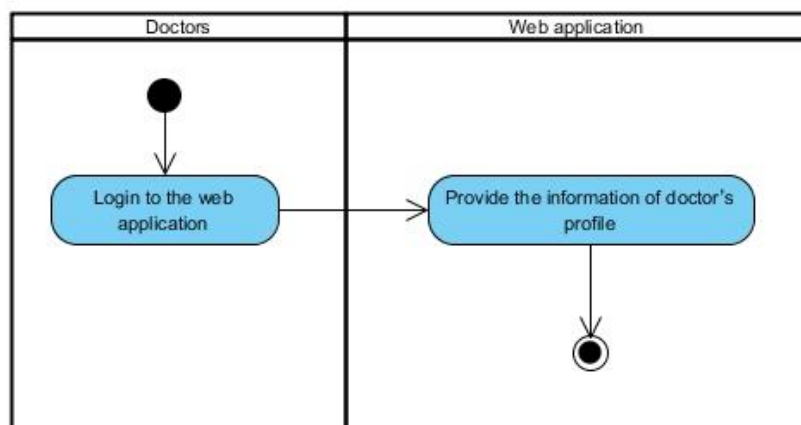 Doctors
Web application
Login to the web
application
Provide the information of doctor's
profile